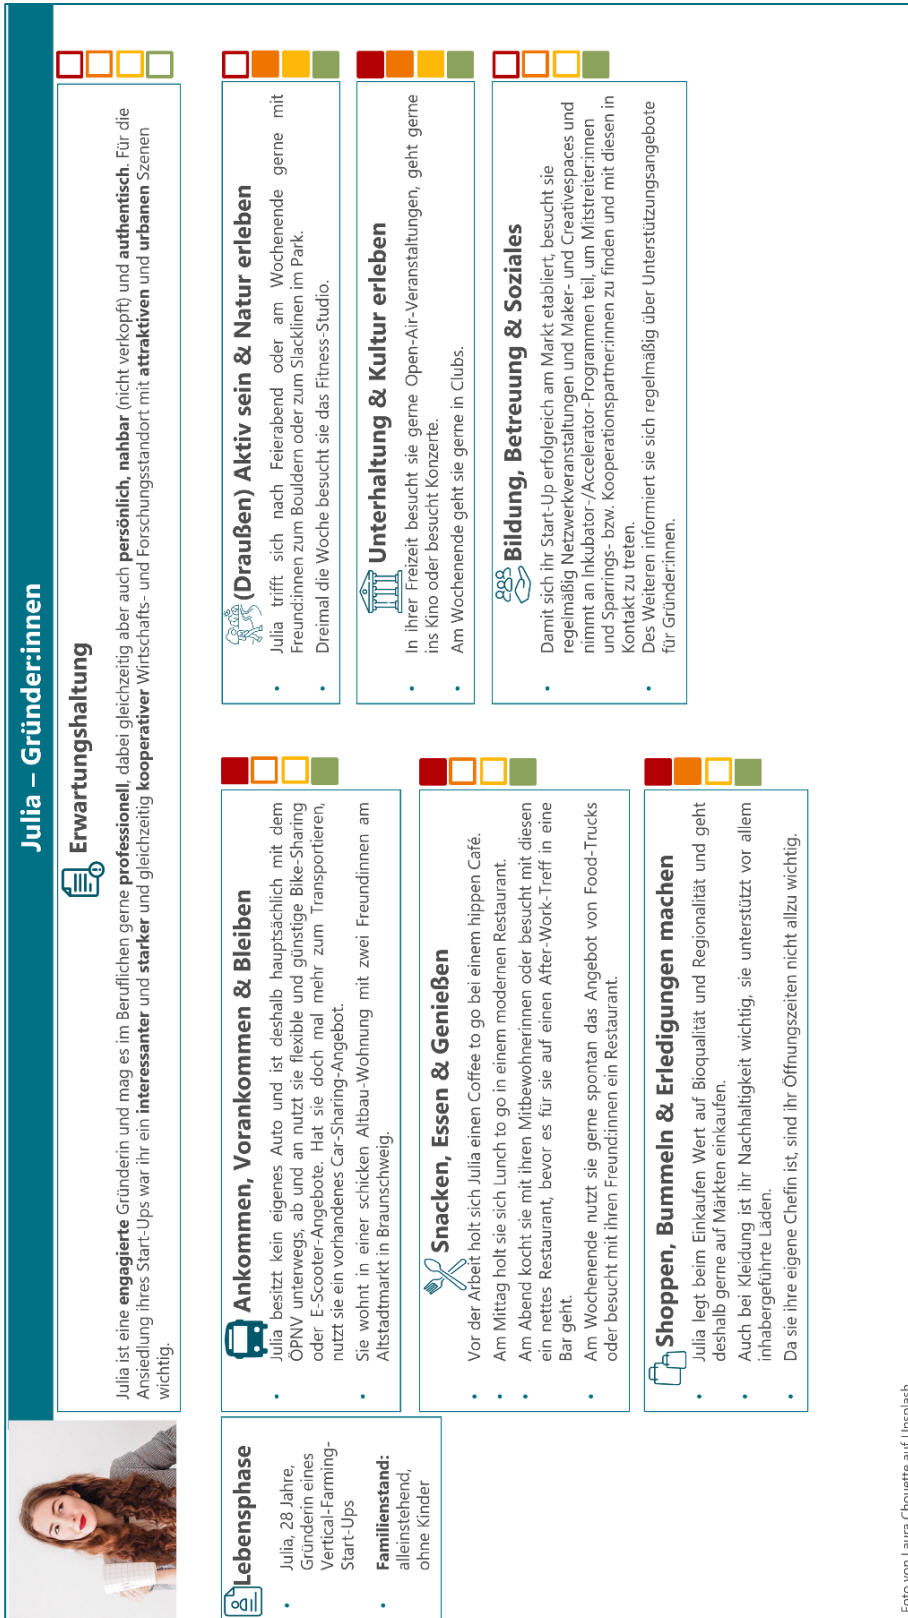 Julia – Gründer:innen
Erwartungshaltung
Julia ist eine engagierte Gründerin und mag es im Beruflichen gerne professionell, dabei gleichzeitig aber auch persönlich, nahbar (nicht verkopft) und authentisch. Für die
Ansiedlung ihres Start-Ups war ihr ein interessanter und starker und gleichzeitig kooperativer Wirtschafts- und Forschungsstandort mit attraktiven und urbanen Szenen
wichtig.
Lebensphase
• Julia, 28 Jahre,
Gründerin eines
Vertical-Farming-
Start-Ups
• Familienstand:
alleinstehend,
ohne Kinder
Ankommen, Vorankommen & Bleiben
• Julia besitzt kein eigenes Auto und ist deshalb hauptsächlich mit dem
ÖPNV unterwegs, ab und an nutzt sie flexible und günstige Bike-Sharing
oder E-Scooter-Angebote. Hat sie doch mal mehr zum Transportieren,
nutzt sie ein vorhandenes Car-Sharing-Angebot.
• Sie wohnt in einer schicken Altbau-Wohnung mit zwei Freundinnen am
Altstadtmarkt in Braunschweig.
Snacken, Essen & Genießen
• Vor der Arbeit holt sich Julia einen Coffee to go bei einem hippen Café.
• Am Mittag holt sie sich Lunch to go in einem modernen Restaurant.
• Am Abend kocht sie mit ihren Mitbewohnerinnen oder besucht mit diesen
ein nettes Restaurant, bevor es für sie auf einen After-Work-Treff in eine
Bar geht.
• Am Wochenende nutzt sie gerne spontan das Angebot von Food-Trucks
oder besucht mit ihren Freund:innen ein Restaurant.
Shoppen, Bummeln & Erledigungen machen
• Julia legt beim Einkaufen Wert auf Bioqualität und Regionalität und geht
deshalb gerne auf Märkten einkaufen.
• Auch bei Kleidung ist ihr Nachhaltigkeit wichtig, sie unterstützt vor allem
inhabergeführte Läden.
• Da sie ihre eigene Chefin ist, sind ihr Öffnungszeiten nicht allzu wichtig.
(Draußen) Aktiv sein & Natur erleben
• Julia trifft sich nach Feierabend oder am Wochenende gerne mit
Freund:innen zum Bouldern oder zum Slacklinen im Park.
• Dreimal die Woche besucht sie das Fitness-Studio.
Unterhaltung & Kultur erleben
• In ihrer Freizeit besucht sie gerne Open-Air-Veranstaltungen, geht gerne
ins Kino oder besucht Konzerte.
• Am Wochenende geht sie gerne in Clubs.
Bildung, Betreuung & Soziales
• Damit sich ihr Start-Up erfolgreich am Markt etabliert, besucht sie
regelmäßig Netzwerkveranstaltungen und Maker- und Creativespaces und
nimmt an Inkubator-/Accelerator-Programmen teil, um Mitstreiter:innen
und Sparings- bzw. Kooperationspartner:innen zu finden und mit diesen in
Kontakt zu treten.
• Des Weiteren informiert sie sich regelmäßig über Unterstützungsangebote
für Gründer:innen.
Foto von Laura Chouette auf Unsplash